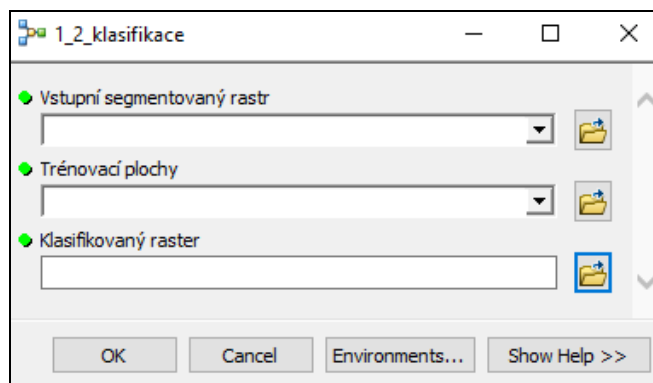 1_2_klasifikace
Vstupní segmentovaný rastr
Trénovací plochy
Klasifikovaný raster
OK
Cancel
Environments...
Show Help >>